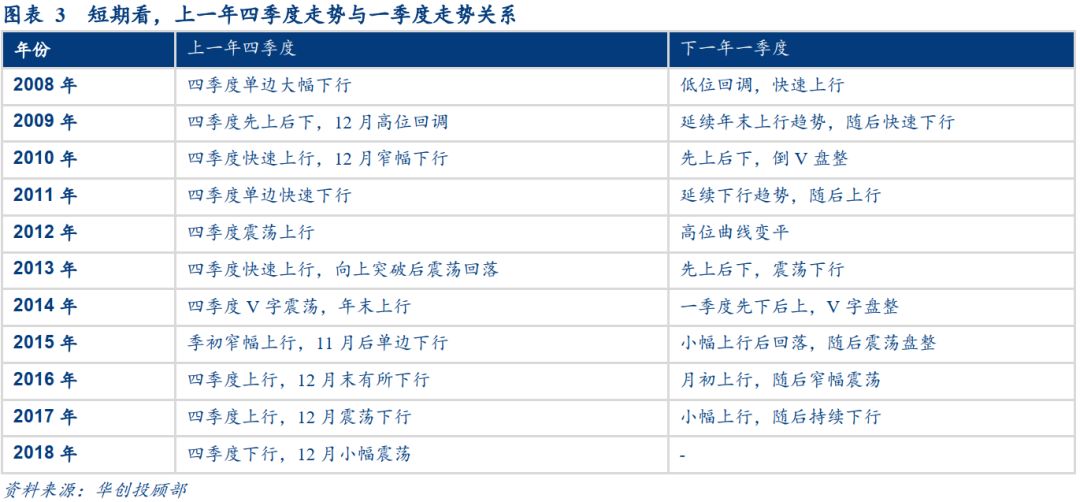 图表 3 短期看，上一年四季度走势与一季度走势关系
年份 上一年四季度 下一年一季度
2008 年 四季度单边大幅下行 低位回调，快速上行
2009 年 四季度先上后下，12 月高位回调 延续年末上行趋势，随后快速下行
2010 年 四季度快速上行，12 月窄幅下行 先上后下，倒 V 盘整
2011 年 四季度单边快速下行 延续下行趋势，随后上行
2012 年 四季度震荡上行 高位曲线变平
2013 年 四季度快速上行，向上突破后震荡回落 先上后下，震荡下行
2014 年 四季度 V 字震荡，年末上行 一季度先下后上，V 字盘整
2015 年 季初窄幅上行，11 月后单边下行 小幅上行后回落，随后震荡盘整
2016 年 四季度上行，12 月末有所下行 月初上行，随后窄幅震荡
2017 年 四季度上行，12 月震荡下行 小幅上行，随后持续下行
2018 年 四季度下行，12 月小幅震荡 -
资料来源：华创投顾部